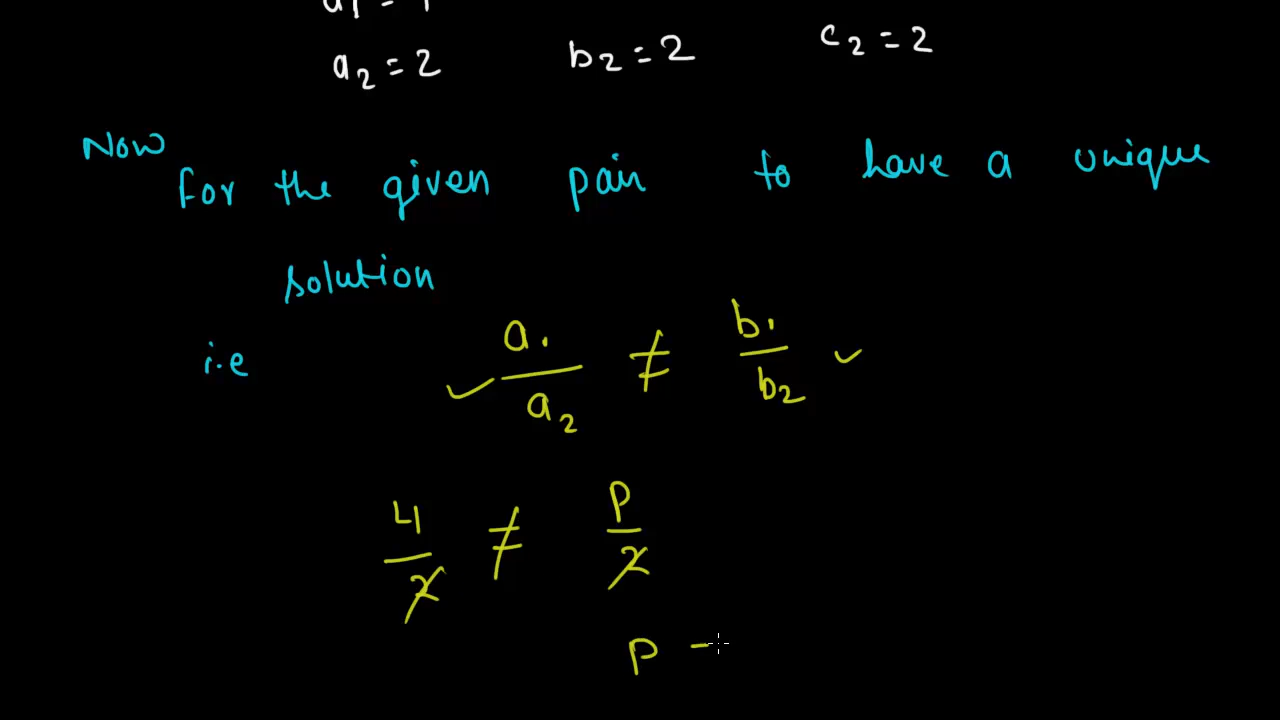 a₂ = 2 b₂ = 2 c₂ = 2
Now
for the given pair to have a unique
solution
i.e a₁/a₂ ≠ b₁/b₂
4/2 ≠ p/2
p